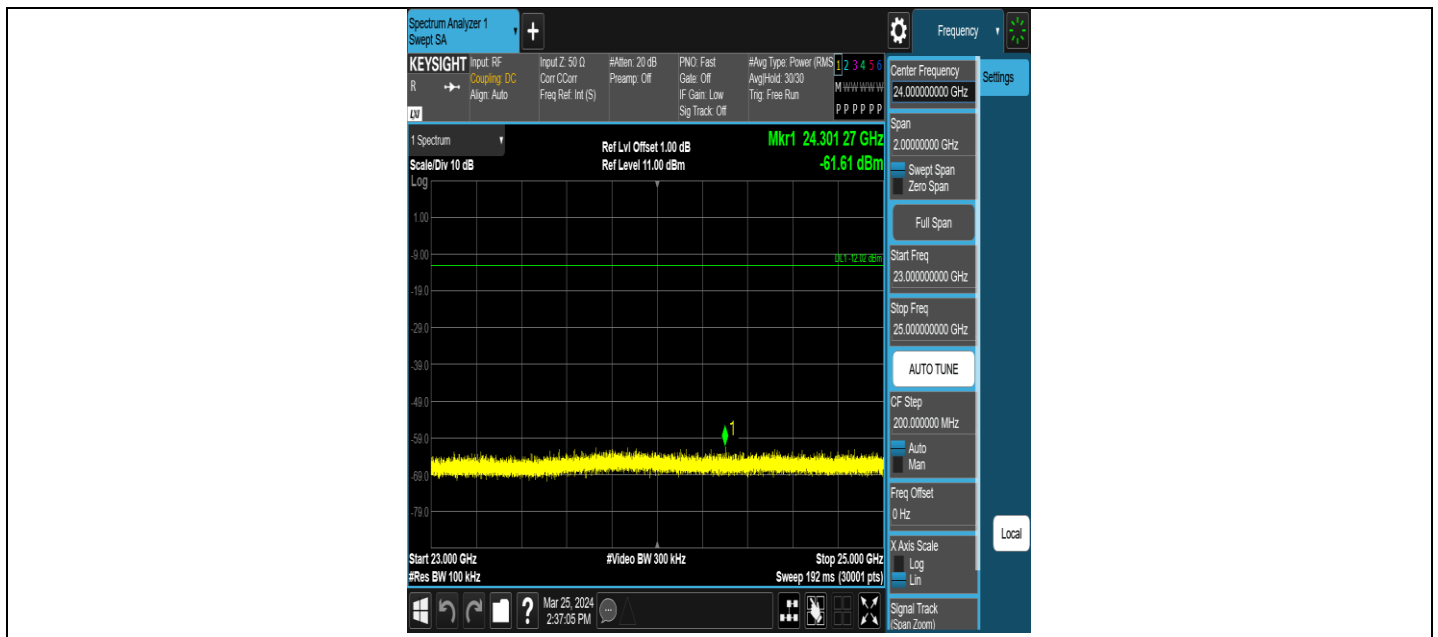 Spectrum Analyzer 1
Swept SA
+
Frequency
KEYSIGHT
R
LXI
Input: RF
Coupling: DC
Align: Auto
Input Z: 50 Ω
Corr CCorr
Freq Ref: Int (S)
#Atten: 20 dB
Preamp: Off
PNO: Fast
Gate: Off
IF Gain: Low
Sig Track: Off
#Avg Type: Power (RMS
Avg|Hold: 30/30
Trig: Free Run
1 2 3 4 5 6
M W W W W W
P P P P P P
1 Spectrum
Scale/Div 10 dB
Log
Ref Lvl Offset 1.00 dB
Ref Level 11.00 dBm
Mkr1 24.301 27 GHz
-61.61 dBm
1.00
-9.00
DL1 -12.02 dBm
-19.0
-29.0
-39.0
-49.0
1
-59.0
-69.0
-79.0
Start 23.000 GHz
#Res BW 100 kHz
#Video BW 300 kHz
Stop 25.000 GHz
Sweep 192 ms (30001 pts)
Mar 25, 2024
2:37:05 PM
?
Center Frequency
24.000000000 GHz
Settings
Span
2.00000000 GHz
Swept Span
Zero Span
Full Span
Start Freq
23.000000000 GHz
Stop Freq
25.000000000 GHz
AUTO TUNE
CF Step
200.000000 MHz
Auto
Man
Freq Offset
0 Hz
X Axis Scale
Log
Lin
Local
Signal Track
(Span Zoom)